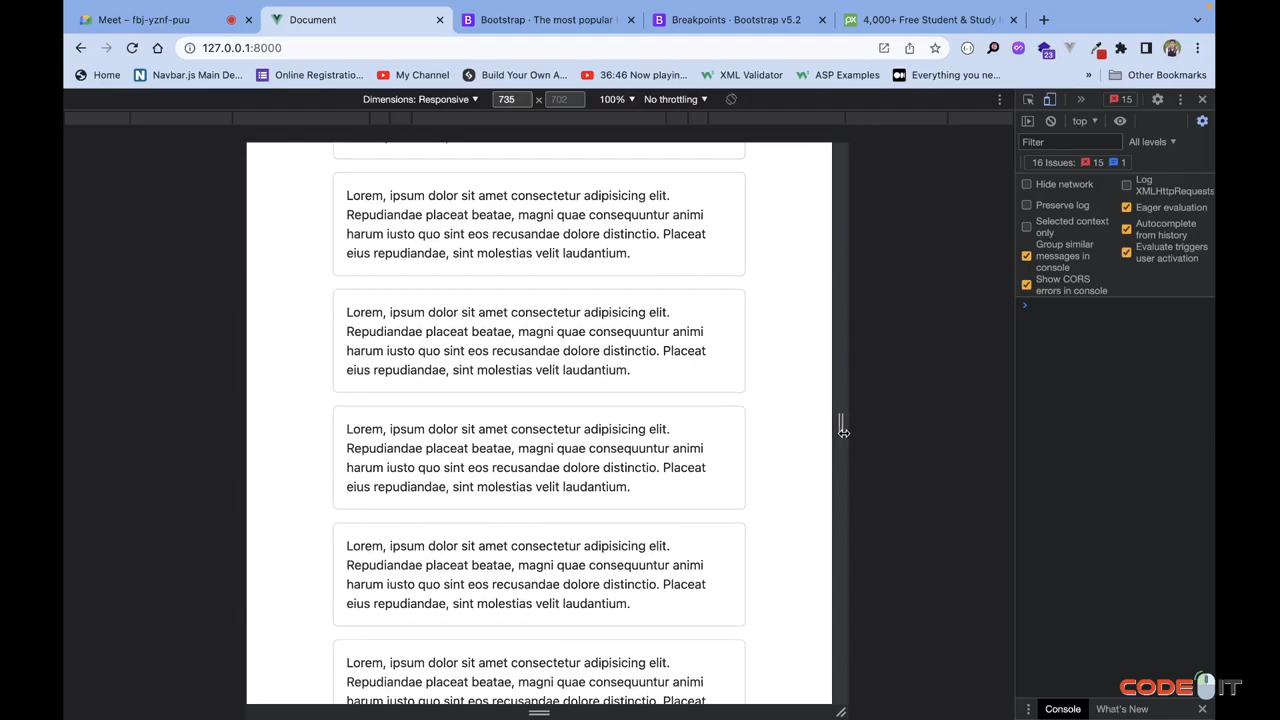 Meet – fbj-yznf-puu
Document
Bootstrap · The most popular
Breakpoints · Bootstrap v5.2
4,000+ Free Student & Study
127.0.0.1:8000
23
Home
Navbar.js Main De...
Online Registratio...
My Channel
Build Your Own A...
36:46 Now playin...
XML Validator
ASP Examples
Everything you ne...
»
Other Bookmarks
Dimensions: Responsive
735 × 702
100%
No throttling
15
top
Filter
All levels
16 Issues: 15 1
Hide network
Log
XMLHttpRequests
Preserve log
Eager evaluation
Selected context
only
Autocomplete
from history
Group similar
messages in
console
Evaluate triggers
user activation
Show CORS
errors in console
Lorem, ipsum dolor sit amet consectetur adipisicing elit.
Repudiandae placeat beatae, magni quae consequuntur animi
harum iusto quo sint eos recusandae dolore distinctio. Placeat
eius repudiandae, sint molestias velit laudantium.
Lorem, ipsum dolor sit amet consectetur adipisicing elit.
Repudiandae placeat beatae, magni quae consequuntur animi
harum iusto quo sint eos recusandae dolore distinctio. Placeat
eius repudiandae, sint molestias velit laudantium.
Lorem, ipsum dolor sit amet consectetur adipisicing elit.
Repudiandae placeat beatae, magni quae consequuntur animi
harum iusto quo sint eos recusandae dolore distinctio. Placeat
eius repudiandae, sint molestias velit laudantium.
Lorem, ipsum dolor sit amet consectetur adipisicing elit.
Repudiandae placeat beatae, magni quae consequuntur animi
harum iusto quo sint eos recusandae dolore distinctio. Placeat
eius repudiandae, sint molestias velit laudantium.
Lorem, ipsum dolor sit amet consectetur adipisicing elit.
Repudiandae placeat beatae, magni quae consequuntur animi
harum iusto quo sint eos recusandae dolore distinctio. Placeat
CODE IT
Console
What's New